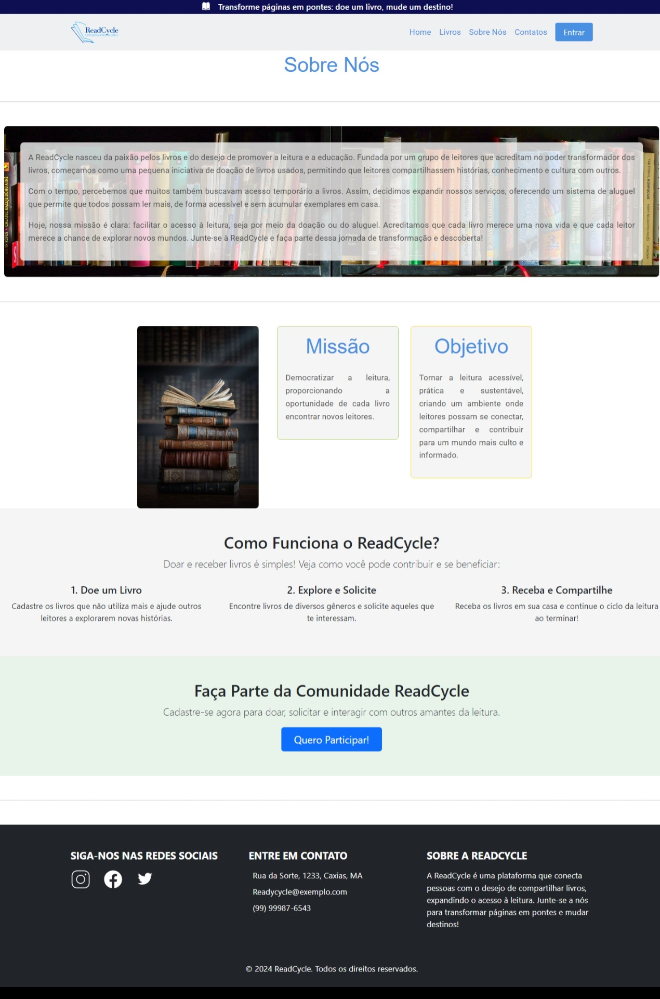 Transforme páginas em pontes: doe um livro, mude um destino!
ReadCycle
CYCLING KNOWLEDGE
Home Livros Sobre Nós Contatos Entrar
Sobre Nós
A ReadCycle nasceu da paixão pelos livros e do desejo de promover a leitura e a educação. Fundada por um grupo de leitores que acreditam no poder transformador dos
livros, começamos como uma pequena iniciativa de doação de livros usados, permitindo que leitores compartilhassem histórias, conhecimento e cultura com outros.
Com o tempo, percebemos que muitos também buscavam acesso temporário a livros. Assim, decidimos expandir nossos serviços, oferecendo um sistema de aluguel
que permite que todos possam ler mais, de forma acessível e sem acumular exemplares em casa.
Hoje, nossa missão é clara: facilitar o acesso à leitura, seja por meio da doação ou do aluguel. Acreditamos que cada livro merece uma nova vida e que cada leitor
merece a chance de explorar novos mundos. Junte-se à ReadCycle e faça parte dessa jornada de transformação e descoberta!
Missão
Democratizar a leitura,
proporcionando a
oportunidade de cada livro
encontrar novos leitores.
Objetivo
Tornar a leitura acessível,
prática e sustentável,
criando um ambiente onde
leitores possam se conectar,
compartilhar e contribuir
para um mundo mais culto e
informado.
Como Funciona o ReadCycle?
Doar e receber livros é simples! Veja como você pode contribuir e se beneficiar:
1. Doe um Livro
Cadastre os livros que não utiliza mais e ajude outros
leitores a explorarem novas histórias.
2. Explore e Solicite
Encontre livros de diversos gêneros e solicite aqueles que
te interessam.
3. Receba e Compartilhe
Receba os livros em sua casa e continue o ciclo da leitura
ao terminar!
Faça Parte da Comunidade ReadCycle
Cadastre-se agora para doar, solicitar e interagir com outros amantes da leitura.
Quero Participar!
SIGA-NOS NAS REDES SOCIAIS
ENTRE EM CONTATO
Rua da Sorte, 1233, Caxias, MA
Readycycle@exemplo.com
(99) 99987-6543
SOBRE A READCYCLE
A ReadCycle é uma plataforma que conecta
pessoas com o desejo de compartilhar livros,
expandindo o acesso à leitura. Junte-se a nós
para transformar páginas em pontes e mudar
destinos!
© 2024 ReadCycle. Todos os direitos reservados.